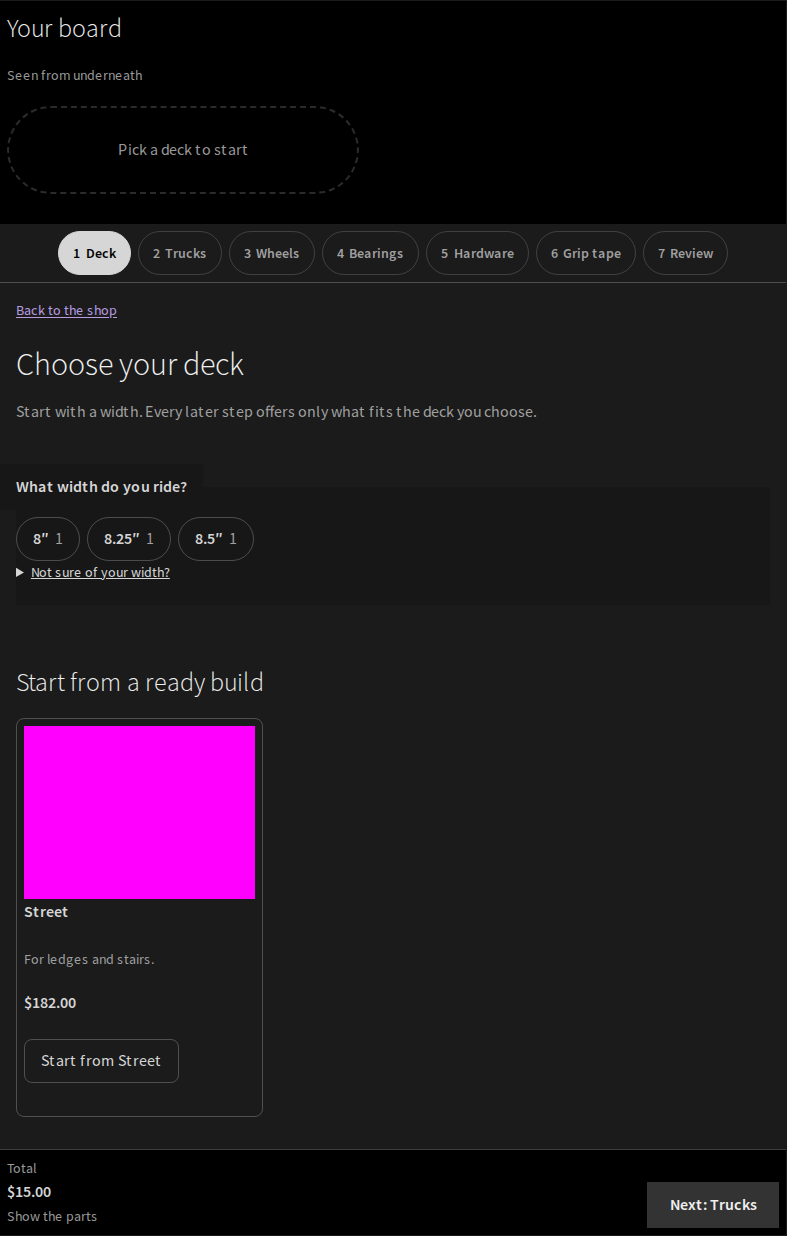 Your board
Seen from underneath
Pick a deck to start
1 Deck
2 Trucks
3 Wheels
4 Bearings
5 Hardware
6 Grip tape
7 Review
Back to the shop
Choose your deck
Start with a width. Every later step offers only what fits the deck you choose.
What width do you ride?
8″ 1
8.25″ 1
8.5″ 1
Not sure of your width?
Start from a ready build
Street
For ledges and stairs.
$182.00
Start from Street
Total
$15.00
Show the parts
Next: Trucks